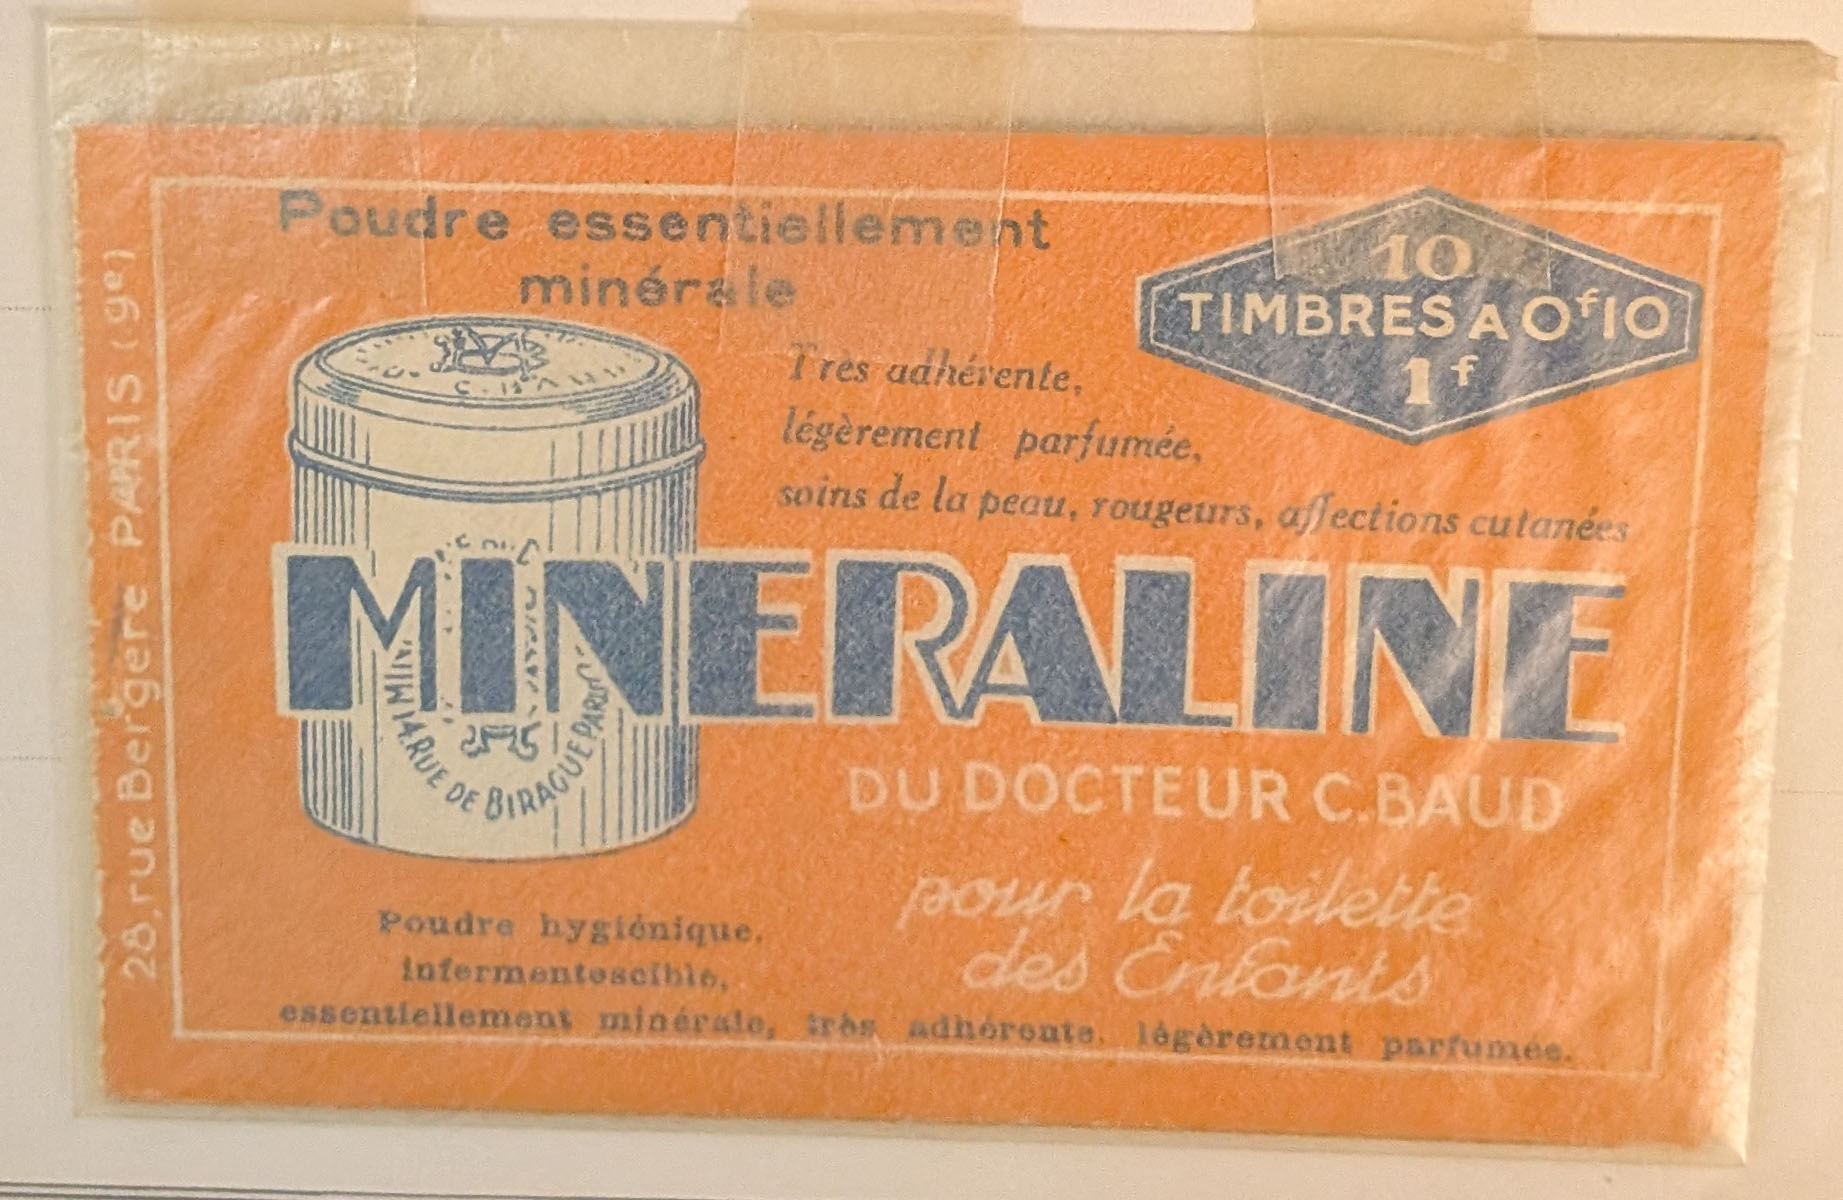 Poudre essentiellement
minérale
10
TIMBRES A 0f10
1f
Tres adhérente,
légèrement parfumée,
soins de la peau, rougeurs, affections cutanées
MINERALINE
14, RUE DE BIRAGUE PARIS
DU DOCTEUR C. BAUD
pour la toilette
des Enfants
Poudre hygiénique,
infermentescible,
essentiellement minérale, très adhérente, légèrement parfumée.
28, rue Bergère PARIS (9e)